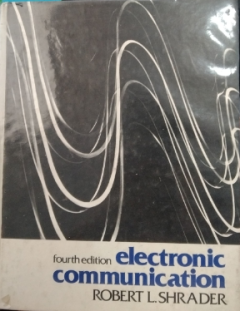 fourth edition electronic
communication
ROBERT L. SHRADER